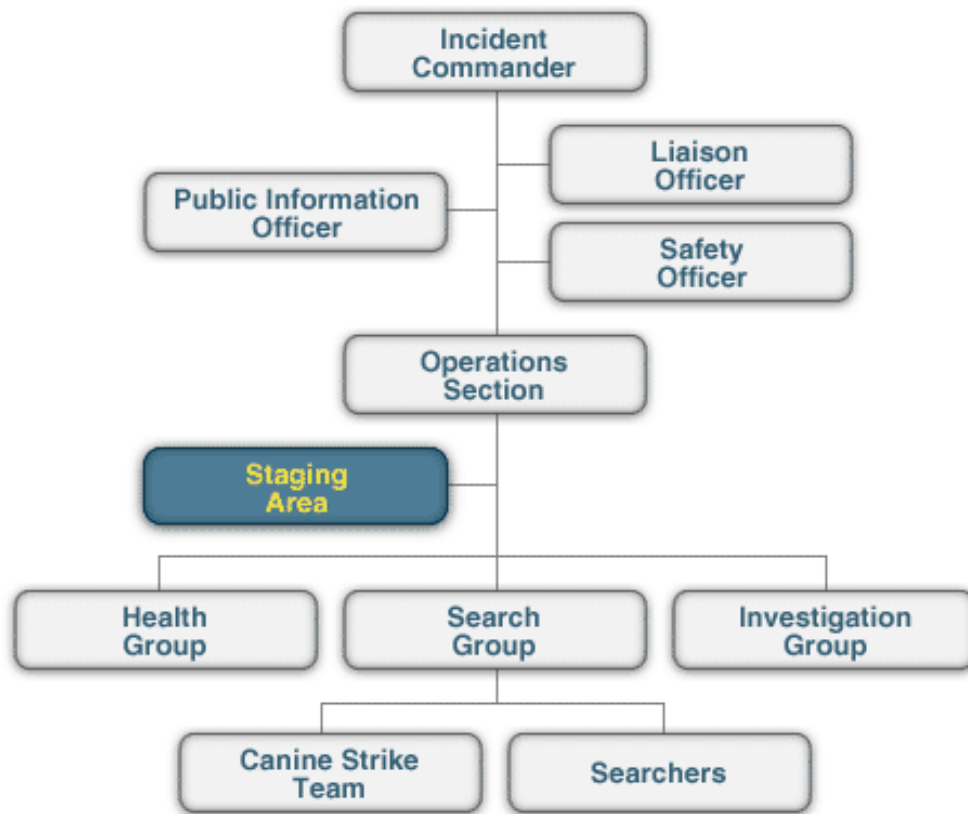 Incident
Commander
Liaison
Officer
Public Information
Officer
Safety
Officer
Operations
Section
Staging
Area
Health
Group
Search
Group
Investigation
Group
Canine Strike
Team
Searchers